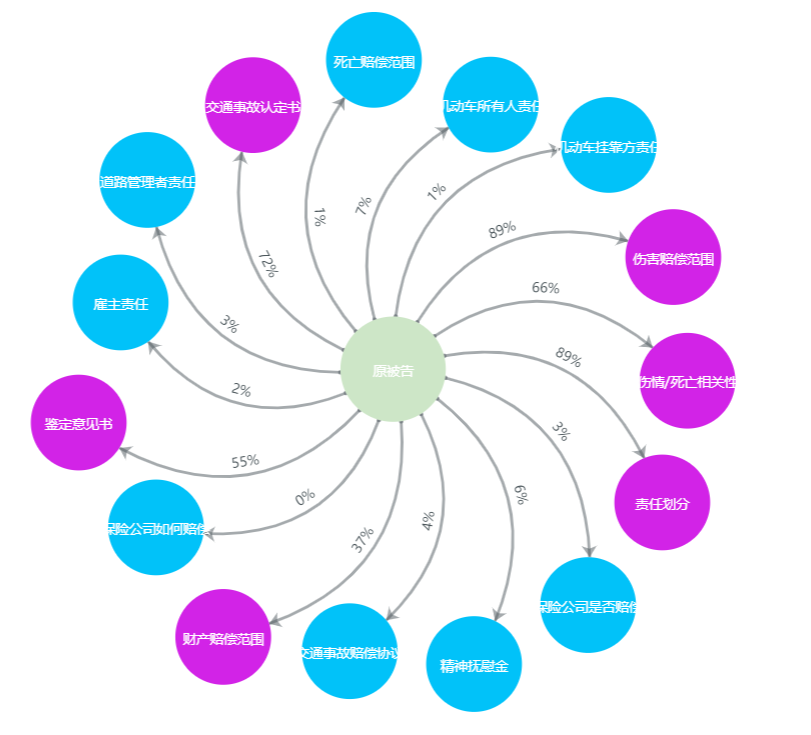 死亡赔偿范围
交通事故认定书
机动车所有人责任
机动车挂靠方责任
道路管理者责任
1%
7%
1%
89%
伤害赔偿范围
72%
66%
雇主责任
3%
89%
原被告
伤情/死亡相关性
2%
鉴定意见书
3%
55%
6%
责任划分
0%
保险公司如何赔偿
4%
37%
保险公司是否赔偿
财产赔偿范围
交通事故赔偿协议
精神抚慰金